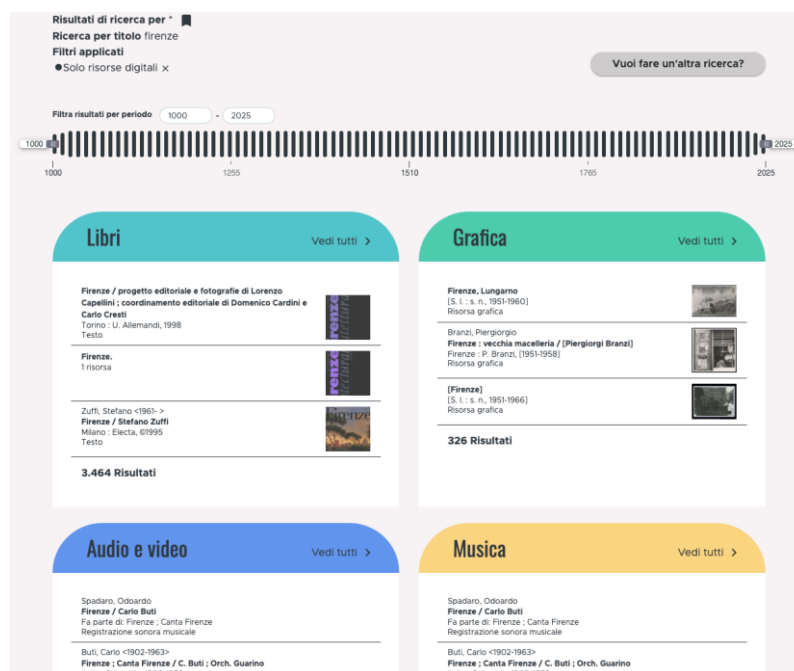 Risultati di ricerca per *
Ricerca per titolo firenze
Filtri applicati
Solo risorse digitali ×
Vuoi fare un'altra ricerca?
Filtra risultati per periodo 1000 - 2025
1000 2025
1000 1255 1510 1765 2025
Libri
Vedi tutti >
Firenze / progetto editoriale e fotografie di Lorenzo
Capellini ; coordinamento editoriale di Domenico Cardini e
Carlo Cresti
Torino : U. Allemandi, 1998
Testo
Firenze.
1 risorsa
Zuffi, Stefano <1961- >
Firenze / Stefano Zuffi
Milano : Electa, ©1995
Testo
3.464 Risultati
Grafica
Vedi tutti >
Firenze, Lungarno
[S. l. : s. n., 1951-1960]
Risorsa grafica
Branzi, Piergiorgio
Firenze : vecchia macelleria / [Piergiorgi Branzi]
Firenze : P. Branzi, [1951-1958]
Risorsa grafica
[Firenze]
[S. l. : s. n., 1951-1966]
Risorsa grafica
326 Risultati
Audio e video
Vedi tutti >
Spadaro, Odoardo
Firenze / Carlo Buti
Fa parte di: Firenze ; Canta Firenze
Registrazione sonora musicale
Buti, Carlo <1902-1963>
Firenze ; Canta Firenze / C. Buti ; Orch. Guarino
Musica
Vedi tutti >
Spadaro, Odoardo
Firenze / Carlo Buti
Fa parte di: Firenze ; Canta Firenze
Registrazione sonora musicale
Buti, Carlo <1902-1963>
Firenze ; Canta Firenze / C. Buti ; Orch. Guarino